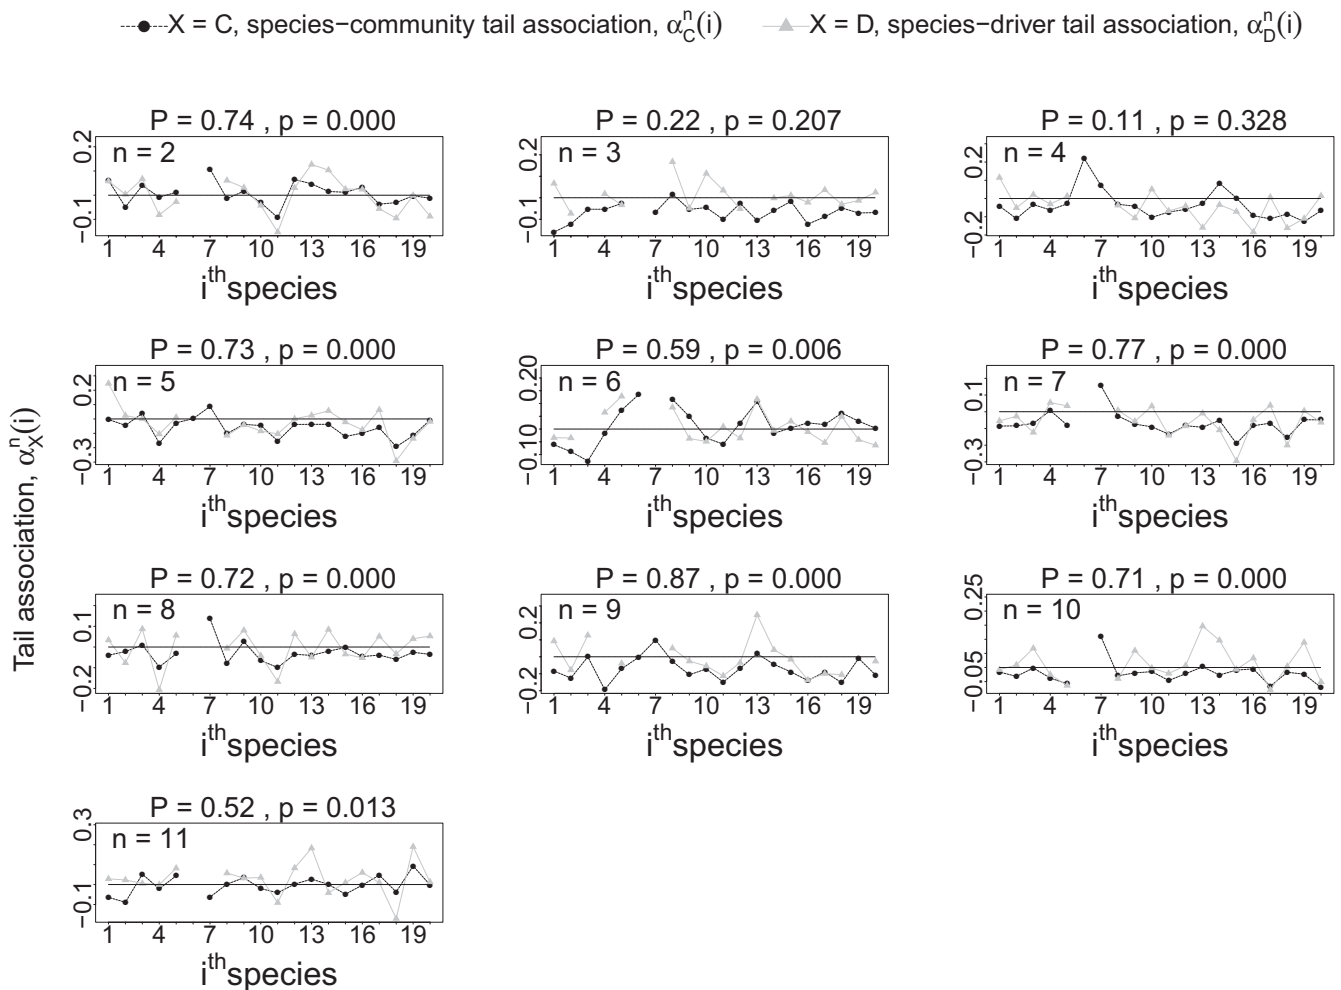 X = C, species−community tail association, α_C^n(i) X = D, species−driver tail association, α_D^n(i)
P = 0.74 , p = 0.000
n = 2
0.2
−0.1
1 4 7 10 13 16 19
i^th species
P = 0.22 , p = 0.207
n = 3
0.2
−0.1
1 4 7 10 13 16 19
i^th species
P = 0.11 , p = 0.328
n = 4
0.2
−0.2
1 4 7 10 13 16 19
i^th species
Tail association, α_X^n(i)
P = 0.73 , p = 0.000
n = 5
0.2
−0.3
1 4 7 10 13 16 19
i^th species
P = 0.59 , p = 0.006
n = 6
0.20
−0.10
1 4 7 10 13 16 19
i^th species
P = 0.77 , p = 0.000
n = 7
0.1
−0.3
1 4 7 10 13 16 19
i^th species
P = 0.72 , p = 0.000
n = 8
0.1
−0.2
1 4 7 10 13 16 19
i^th species
P = 0.87 , p = 0.000
n = 9
0.2
−0.2
1 4 7 10 13 16 19
i^th species
P = 0.71 , p = 0.000
n = 10
0.25
−0.05
1 4 7 10 13 16 19
i^th species
P = 0.52 , p = 0.013
n = 11
0.3
−0.1
1 4 7 10 13 16 19
i^th species